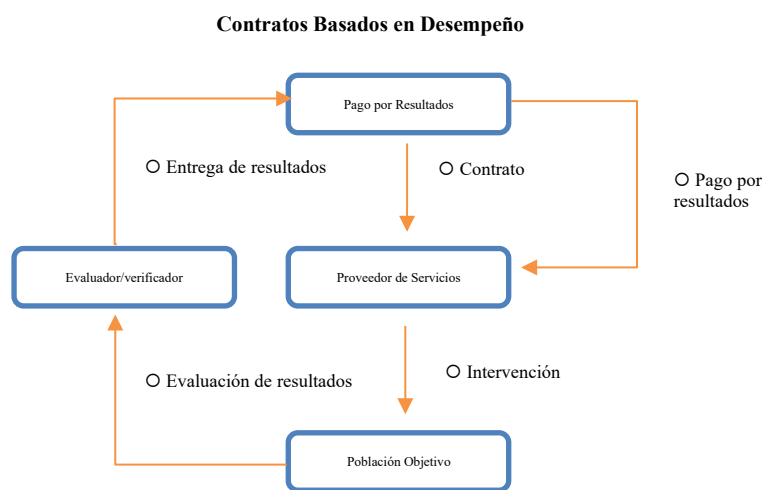 Contratos Basados en Desempeño
Pago por Resultados
O Entrega de resultados
O Contrato
O Pago por
resultados
Evaluador/verificador
Proveedor de Servicios
O Evaluación de resultados
O Intervención
Población Objetivo